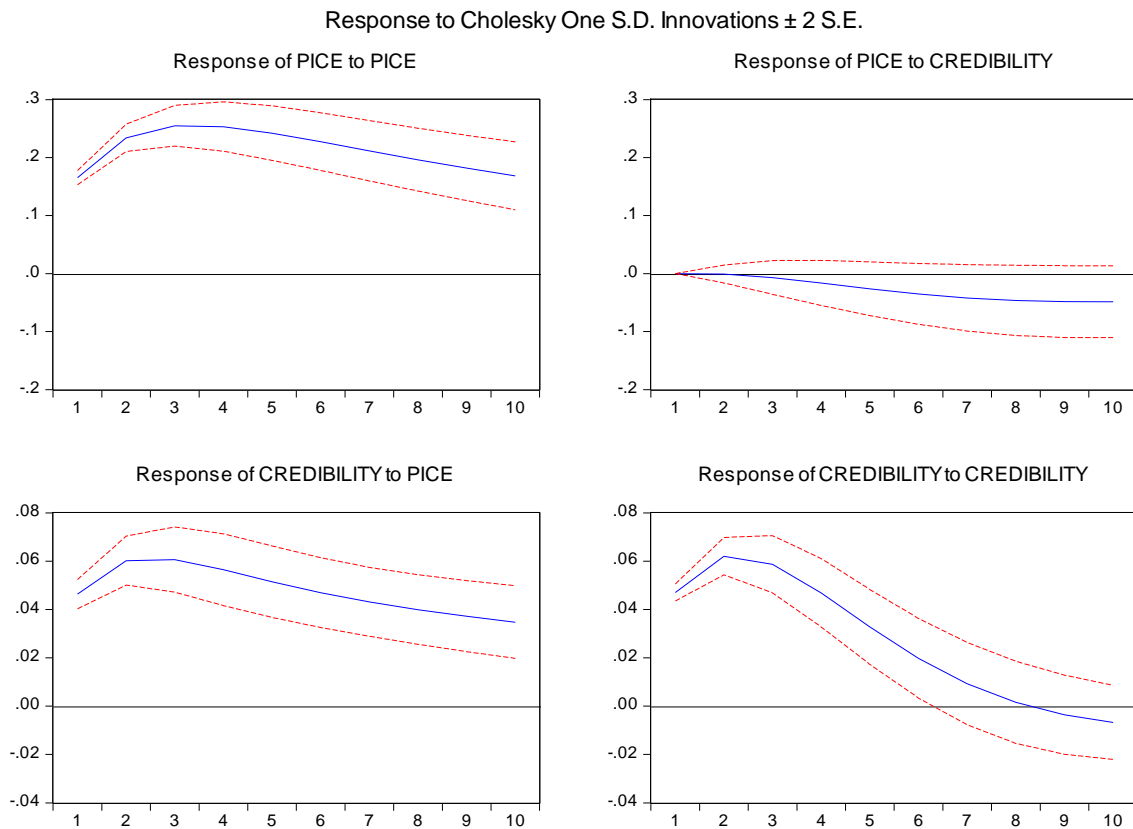 Response to Cholesky One S.D. Innovations ± 2 S.E.
Response of PICE to PICE
.3
.2
.1
.0
-.1
-.2
1 2 3 4 5 6 7 8 9 10
Response of PICE to CREDIBILITY
.3
.2
.1
.0
-.1
-.2
1 2 3 4 5 6 7 8 9 10
Response of CREDIBILITY to PICE
.08
.06
.04
.02
.00
-.02
-.04
1 2 3 4 5 6 7 8 9 10
Response of CREDIBILITY to CREDIBILITY
.08
.06
.04
.02
.00
-.02
-.04
1 2 3 4 5 6 7 8 9 10